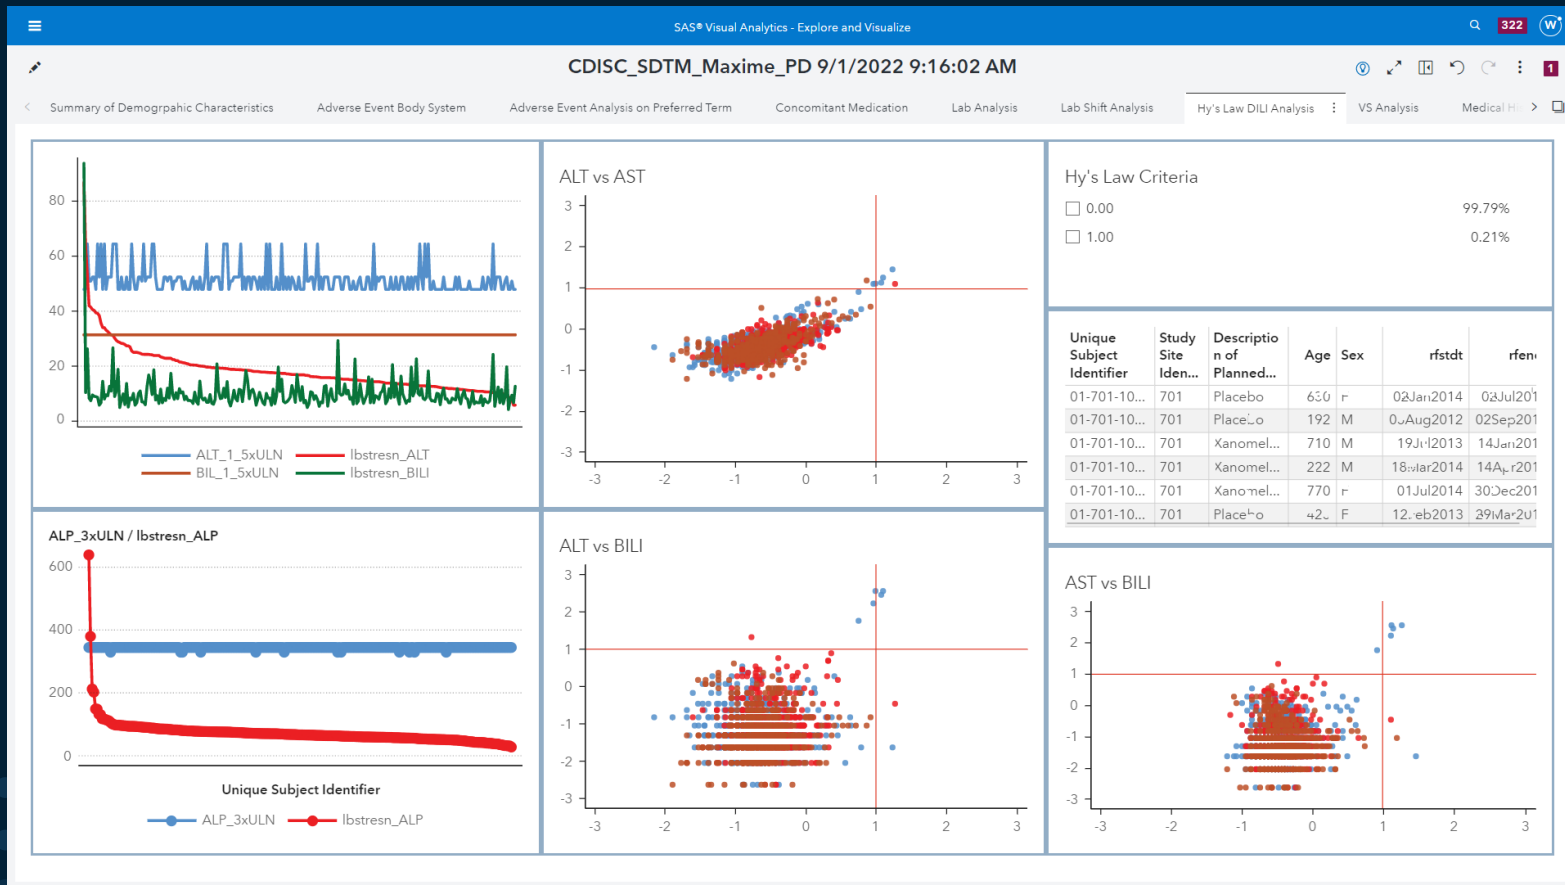 SAS® Visual Analytics - Explore and Visualize
322
W
CDISC_SDTM_Maxime_PD 9/1/2022 9:16:02 AM
1
Summary of Demogrpahic Characteristics
Adverse Event Body System
Adverse Event Analysis on Preferred Term
Concomitant Medication
Lab Analysis
Lab Shift Analysis
Hy's Law DILI Analysis
VS Analysis
Medical
80
60
40
20
0
ALT_1_5xULN
lbstresn_ALT
BIL_1_5xULN
lbstresn_BILI
ALP_3xULN / lbstresn_ALP
600
400
200
0
Unique Subject Identifier
ALP_3xULN
lbstresn_ALP
ALT vs AST
3
2
1
0
-1
-2
-3
-3 -2 -1 0 1 2 3
ALT vs BILI
3
2
1
0
-1
-2
-3
-3 -2 -1 0 1 2 3
Hy's Law Criteria
0.00 99.79%
1.00 0.21%
Unique Study Descriptio
Subject Site n of Age Sex rfstdt
Identifier Iden... Planned...
01-701-10... 701 Placebo
01-701-10... 701 192 M 02Sep201
01-701-10... 701 Xanomel... 710 M 14Jan201
01-701-10... 701 Xanomel... 222 M
01-701-10... 701 770 01Jul2014
01-701-10... 701 F
AST vs BILI
3
2
1
0
-1
-2
-3
-3 -2 -1 0 1 2 3